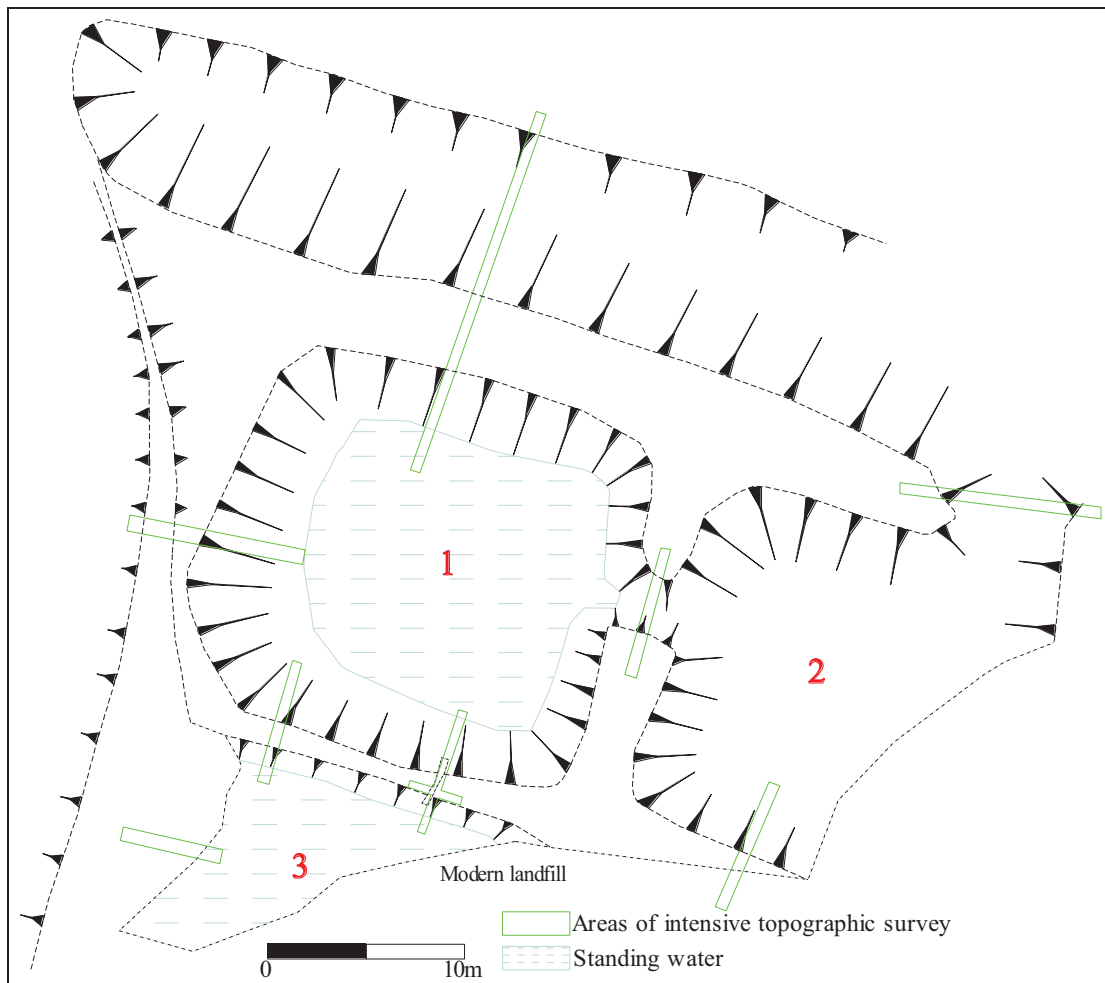 1
2
3
Modern landfill
Areas of intensive topographic survey
Standing water
0 10m